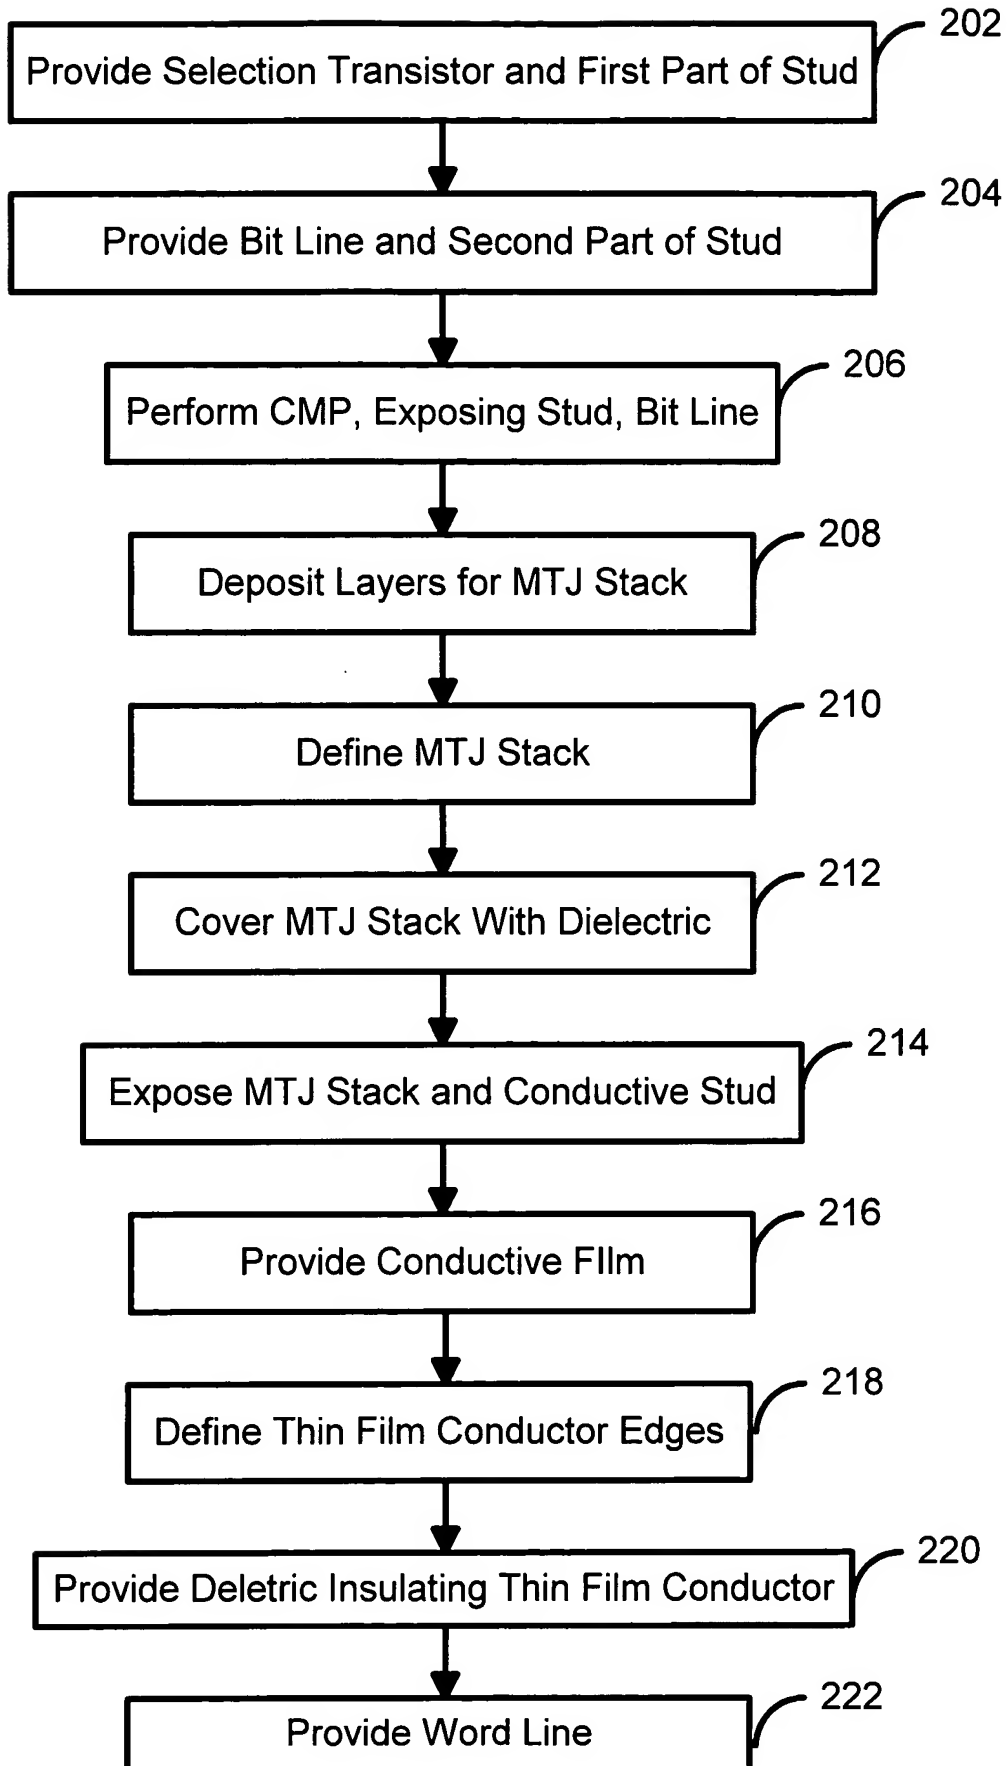 202
Provide Selection Transistor and First Part of Stud
204
Provide Bit Line and Second Part of Stud
206
Perform CMP, Exposing Stud, Bit Line
208
Deposit Layers for MTJ Stack
210
Define MTJ Stack
212
Cover MTJ Stack With Dielectric
214
Expose MTJ Stack and Conductive Stud
216
Provide Conductive FIlm
218
Define Thin Film Conductor Edges
220
Provide Deletric Insulating Thin Film Conductor
222
Provide Word Line